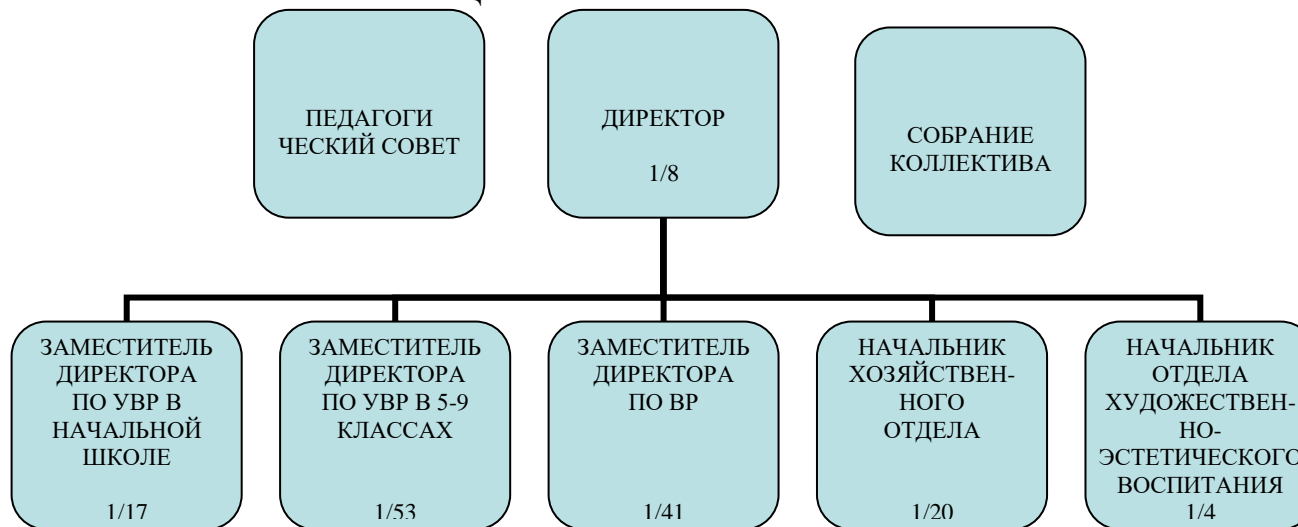 ПЕДАГОГИ
ЧЕСКИЙ СОВЕТ
ДИРЕКТОР
1/8
СОБРАНИЕ
КОЛЛЕКТИВА
ЗАМЕСТИТЕЛЬ
ДИРЕКТОРА
ПО УВР В
НАЧАЛЬНОЙ
ШКОЛЕ
1/17
ЗАМЕСТИТЕЛЬ
ДИРЕКТОРА
ПО УВР В 5-9
КЛАССАХ
1/53
ЗАМЕСТИТЕЛЬ
ДИРЕКТОРА
ПО ВР
1/41
НАЧАЛЬНИК
ХОЗЯЙСТВЕН-
НОГО
ОТДЕЛА
1/20
НАЧАЛЬНИК
ОТДЕЛА
ХУДОЖЕСТВЕН-
НО-
ЭСТЕТИЧЕСКОГО
ВОСПИТАНИЯ
1/4